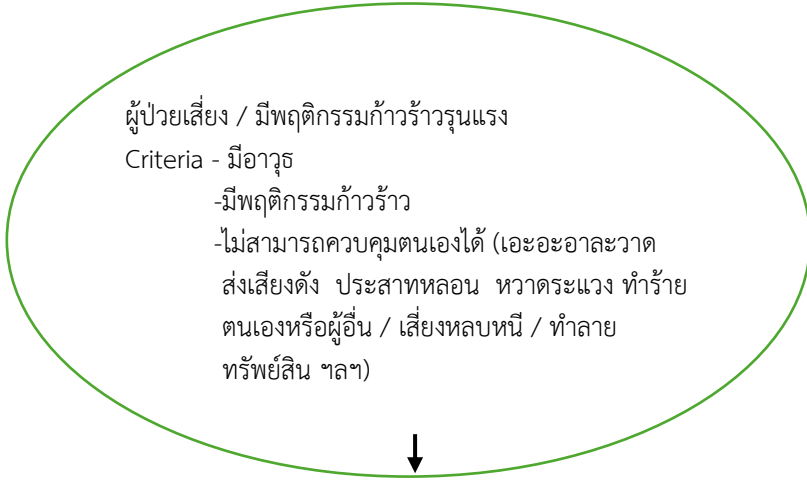 ผู้ป่วยเสี่ยง / มีพฤติกรรมก้าวร้าวรุนแรง
Criteria - มีอาวุธ
-มีพฤติกรรมก้าวร้าว
-ไม่สามารถควบคุมตนเองได้ (เอะอะอาละวาด
ส่งเสียงดัง ประสาทหลอน หวาดระแวง ทำร้าย
ตนเองหรือผู้อื่น / เสี่ยงหลบหนี / ทำลาย
ทรัพย์สิน ฯลฯ)